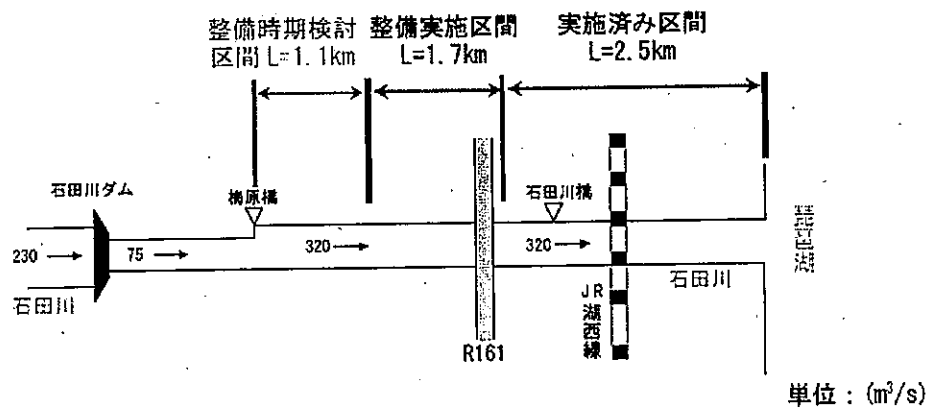 整備時期検討
区間 L=1.1km
整備実施区間
L=1.7km
実施済み区間
L=2.5km
石田川ダム
梅原橋
石田川橋
230
75
320
320
琵琶湖
石田川
石田川
JR湖西線
R161
単位：(m³/s)